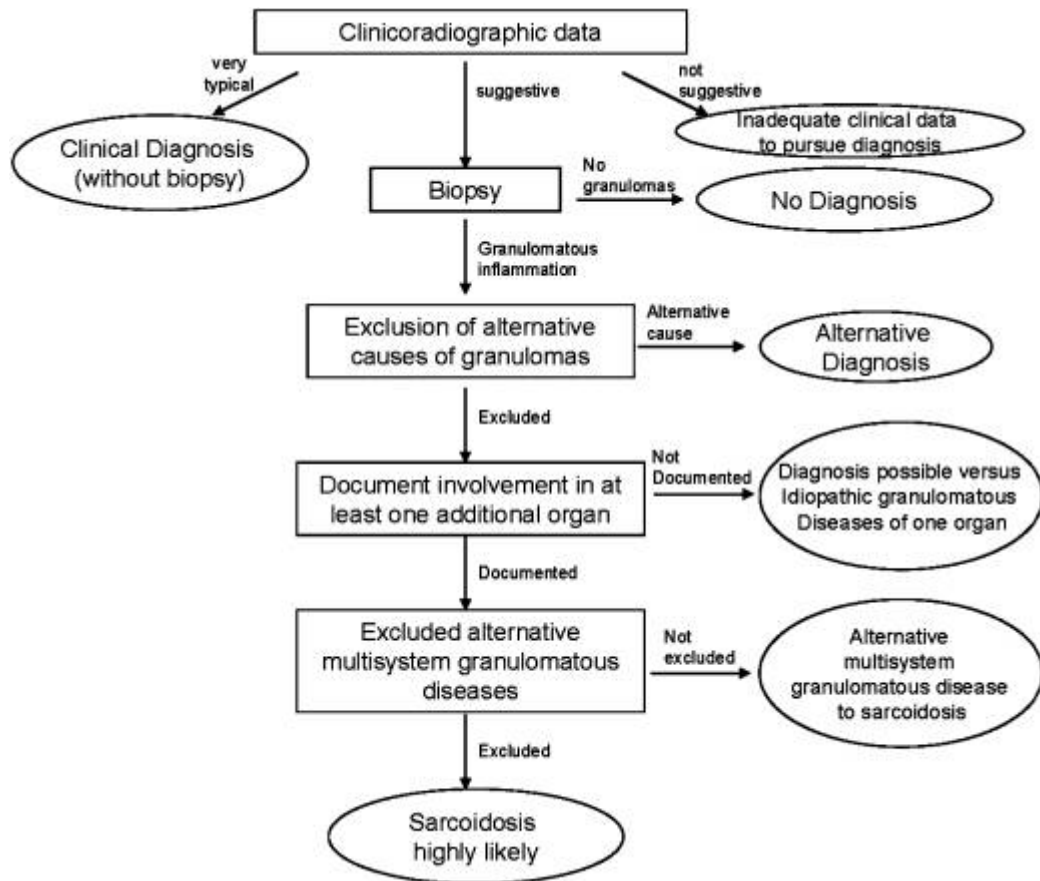 Clinicoradiographic data
very
typical
suggestive
not
suggestive
Clinical Diagnosis
(without biopsy)
Inadequate clinical data
to pursue diagnosis
Biopsy
No
granulomas
No Diagnosis
Granulomatous
inflammation
Exclusion of alternative
causes of granulomas
Alternative
cause
Alternative
Diagnosis
Excluded
Document involvement in at
least one additional organ
Not
Documented
Diagnosis possible versus
Idiopathic granulomatous
Diseases of one organ
Documented
Excluded alternative
multisystem granulomatous
diseases
Not
excluded
Alternative
multisystem
granulomatous disease
to sarcoidosis
Excluded
Sarcoidosis
highly likely